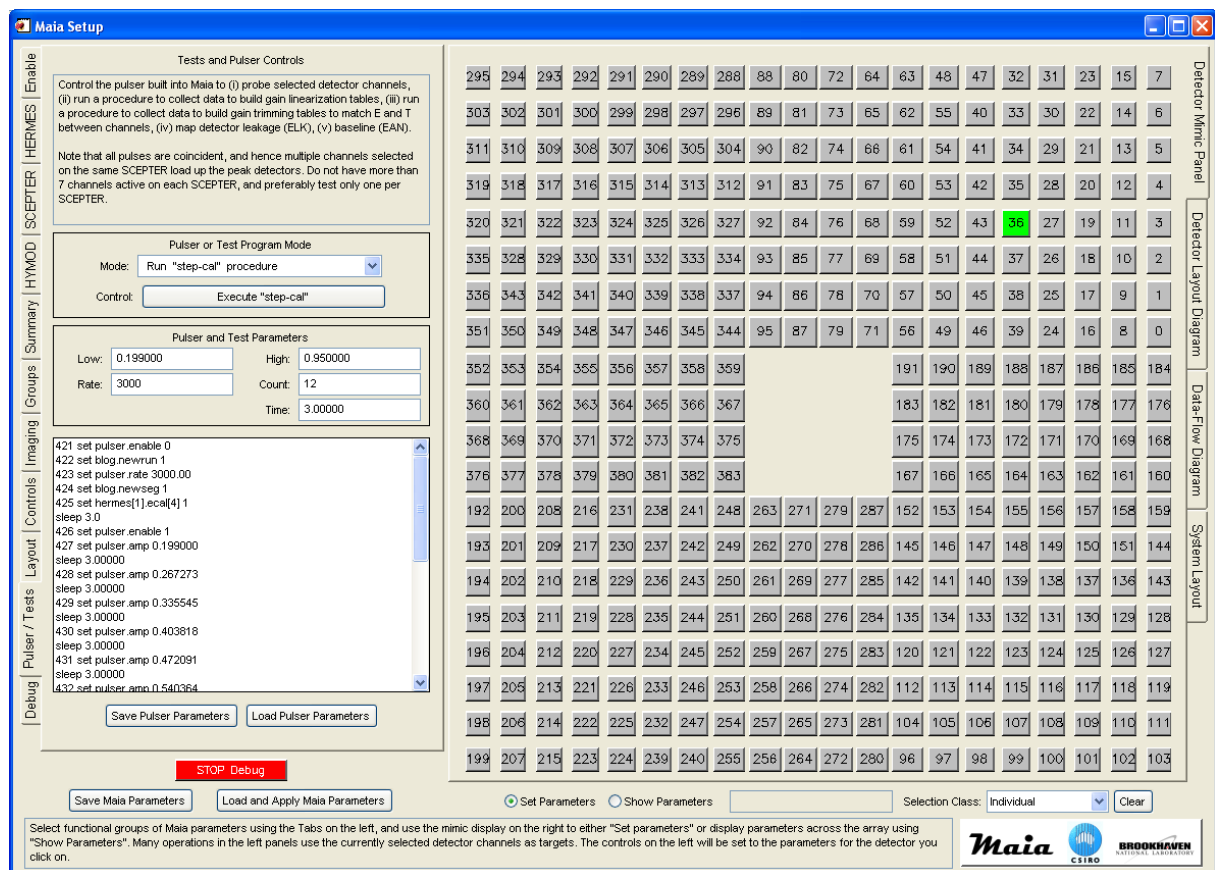 Maia Setup
Enable
HERMES
SCEPTER
HYMOD
Summary
Groups
Imaging
Controls
Layout
Pulser / Tests
Debug
Tests and Pulser Controls
Control the pulser built into Maia to (i) probe selected detector channels,
(ii) run a procedure to collect data to build gain linearization tables, (iii) run
a procedure to collect data to build gain trimming tables to match E and T
between channels, (iv) map detector leakage (ELK), (v) baseline (EAN).
Note that all pulses are coincident, and hence multiple channels selected
on the same SCEPTER load up the peak detectors. Do not have more than
7 channels active on each SCEPTER, and preferably test only one per
SCEPTER.
Pulser or Test Program Mode
Mode: Run "step-cal" procedure
Control: Execute "step-cal"
Pulser and Test Parameters
Low: 0.199000 High: 0.950000
Rate: 3000 Count: 12
Time: 3.00000
421 set pulser.enable 0
422 set blog.newrun 1
423 set pulser.rate 3000.00
424 set blog.newseg 1
425 set hermes[1].ecal[4] 1
sleep 3.0
426 set pulser.enable 1
427 set pulser.amp 0.199000
sleep 3.00000
428 set pulser.amp 0.267273
sleep 3.00000
429 set pulser.amp 0.335545
sleep 3.00000
430 set pulser.amp 0.403818
sleep 3.00000
431 set pulser.amp 0.472091
sleep 3.00000
432 set pulser.amp 0.540364
Save Pulser Parameters Load Pulser Parameters
STOP Debug
Save Maia Parameters Load and Apply Maia Parameters
295 294 293 292 291 290 289 288 88 80 72 64 63 48 47 32 31 23 15 7
303 302 301 300 299 298 297 296 89 81 73 65 62 55 40 33 30 22 14 6
311 310 309 308 307 306 305 304 90 82 74 66 61 54 41 34 29 21 13 5
319 318 317 316 315 314 313 312 91 83 75 67 60 53 42 35 28 20 12 4
320 321 322 323 324 325 326 327 92 84 76 68 59 52 43 36 27 19 11 3
335 328 329 330 331 332 333 334 93 85 77 69 58 51 44 37 26 18 10 2
336 343 342 341 340 339 338 337 94 86 78 70 57 50 45 38 25 17 9 1
351 350 349 348 347 346 345 344 95 87 79 71 56 49 46 39 24 16 8 0
352 353 354 355 356 357 358 359 191 190 189 188 187 186 185 184
360 361 362 363 364 365 366 367 183 182 181 180 179 178 177 176
368 369 370 371 372 373 374 375 175 174 173 172 171 170 169 168
376 377 378 379 380 381 382 383 167 166 165 164 163 162 161 160
192 200 208 216 231 238 241 248 263 271 279 287 152 153 154 155 156 157 158 159
193 201 209 217 230 237 242 249 262 270 278 286 145 146 147 148 149 150 151 144
194 202 210 218 229 236 243 250 261 269 277 285 142 141 140 139 138 137 136 143
195 203 211 219 228 235 244 251 260 268 276 284 135 134 133 132 131 130 129 128
196 204 212 220 227 234 245 252 259 267 275 283 120 121 122 123 124 125 126 127
197 205 213 221 226 233 246 253 258 266 274 282 112 113 114 115 116 117 118 119
198 206 214 222 225 232 247 254 257 265 273 281 104 105 106 107 108 109 110 111
199 207 215 223 224 239 240 255 256 264 272 280 96 97 98 99 100 101 102 103
Detector Mimic Panel
Detector Layout Diagram
Data-Flow Diagram
System Layout
Set Parameters Show Parameters Selection Class: Individual Clear
Select functional groups of Maia parameters using the Tabs on the left, and use the mimic display on the right to either "Set parameters" or display parameters across the array using
"Show Parameters". Many operations in the left panels use the currently selected detector channels as targets. The controls on the left will be set to the parameters for the detector you
click on.
Maia
CSIRO
BROOKHAVEN
NATIONAL LABORATORY